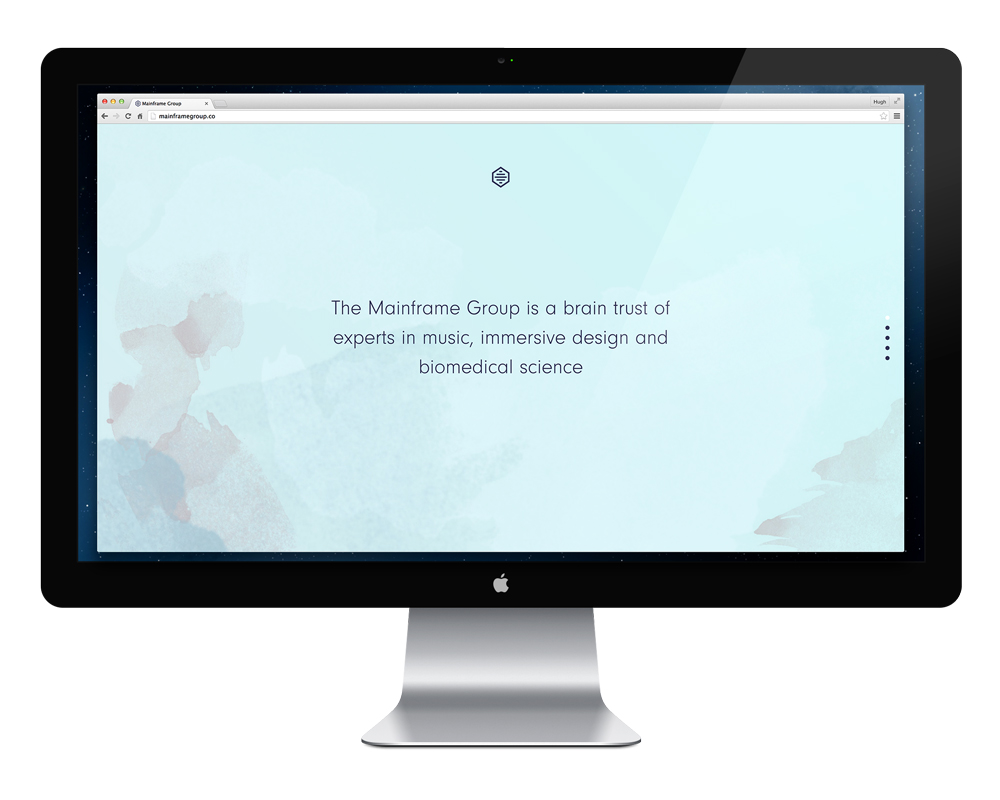 Mainframe Group
Hugh
mainframegroup.co
The Mainframe Group is a brain trust of
experts in music, immersive design and
biomedical science